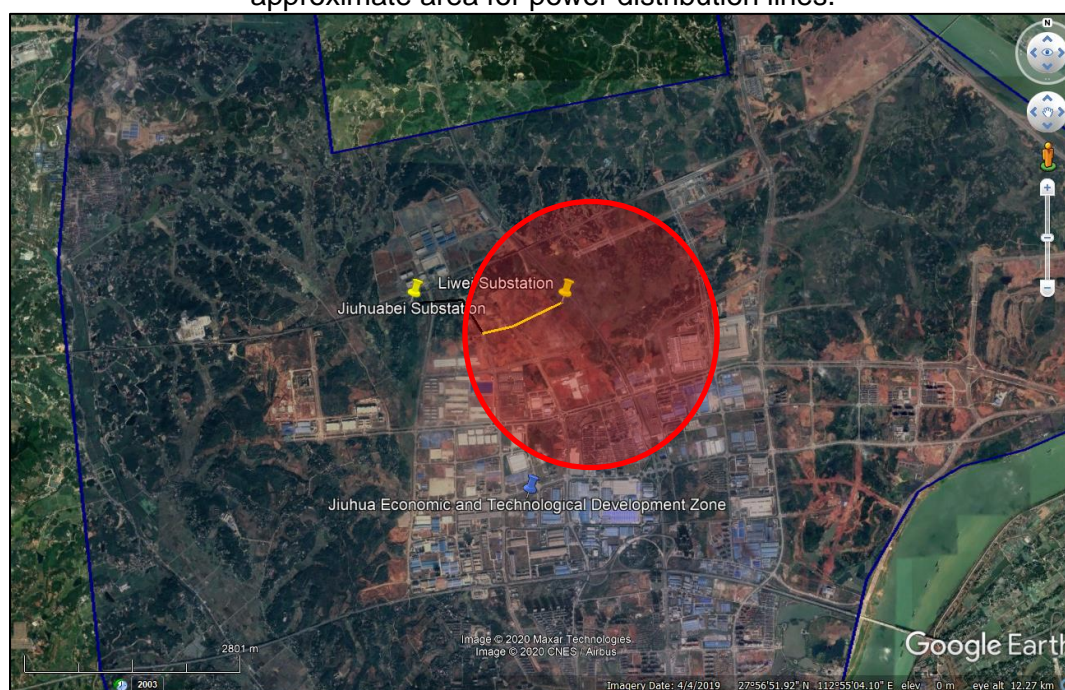 approximate area for power distribution lines.
N
Liwei Substation
Jiuhuabei Substation
Jiuhua Economic and Technological Development Zone
2801 m
Image © 2020 Maxar Technologies
Image © 2020 CNES / Airbus
Google Earth
2003
Imagery Date: 4/4/2019 27°56'51.92" N 112°55'04.10" E elev 0 m eye alt 12.27 km